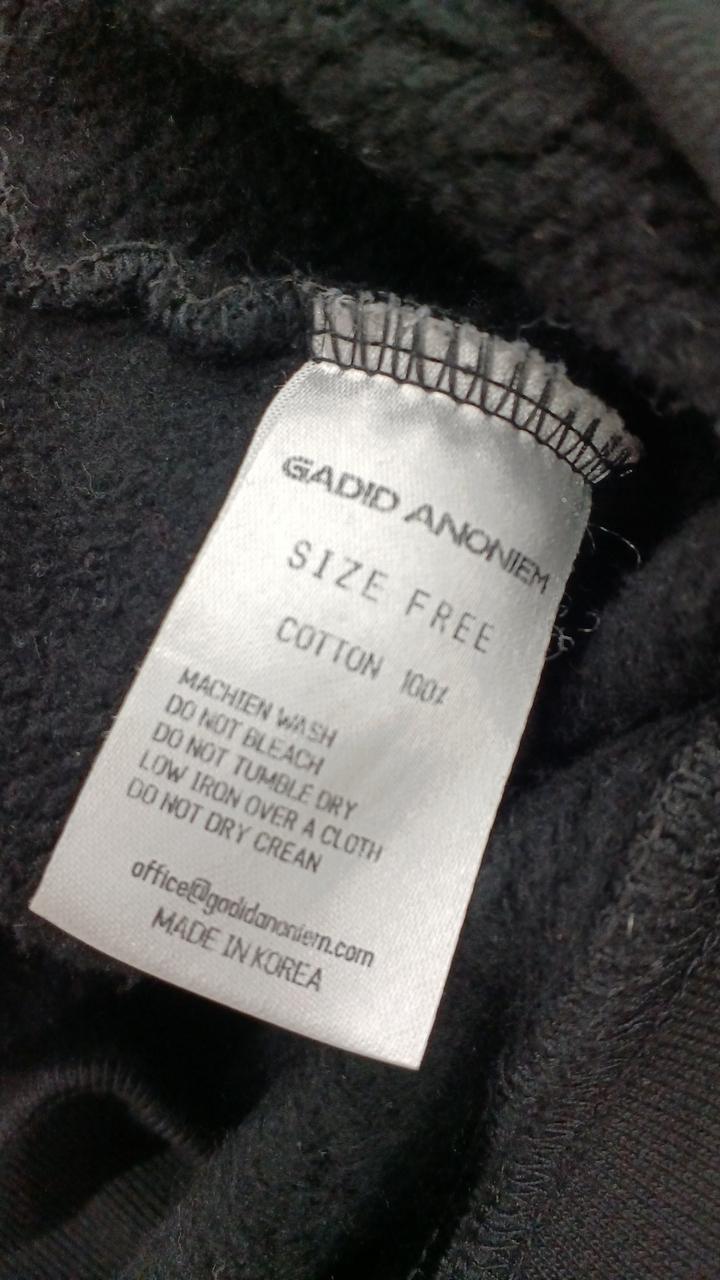 GADID ANONIEM
SIZE FREE
COTTON 100%
MACHIEN WASH
DO NOT BLEACH
DO NOT TUMBLE DRY
LOW IRON OVER A CLOTH
DO NOT DRY CREAN
office@gadidanoniem.com
MADE IN KOREA